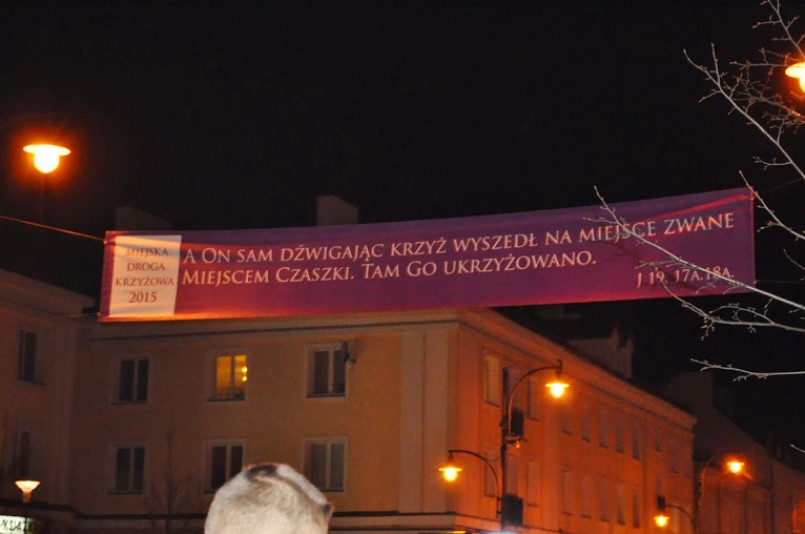 MIEJSKA
DROGA
KRZYŻOWA
2015
A ON SAM DŹWIGAJĄC KRZYŻ WYSZEDŁ NA MIEJSCE ZWANE
MIEJSCEM CZASZKI. TAM GO UKRZYŻOWANO.
J 19, 17A.18A.